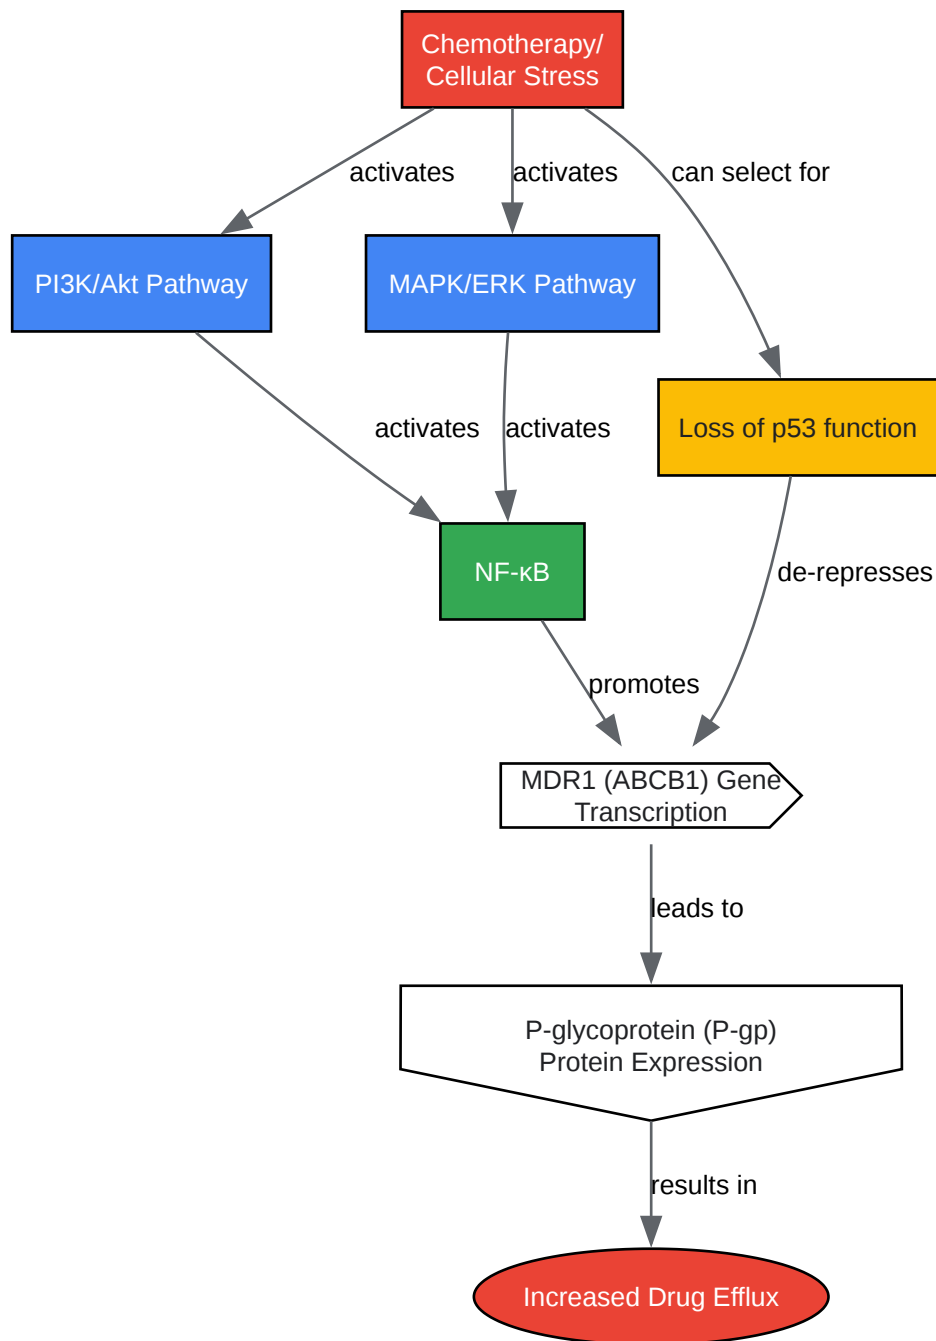 Chemotherapy/
Cellular Stress
activates
activates
can select for
PI3K/Akt Pathway
MAPK/ERK Pathway
Loss of p53 function
activates
activates
NF-κB
de-represses
promotes
MDR1 (ABCB1) Gene
Transcription
leads to
P-glycoprotein (P-gp)
Protein Expression
results in
Increased Drug Efflux